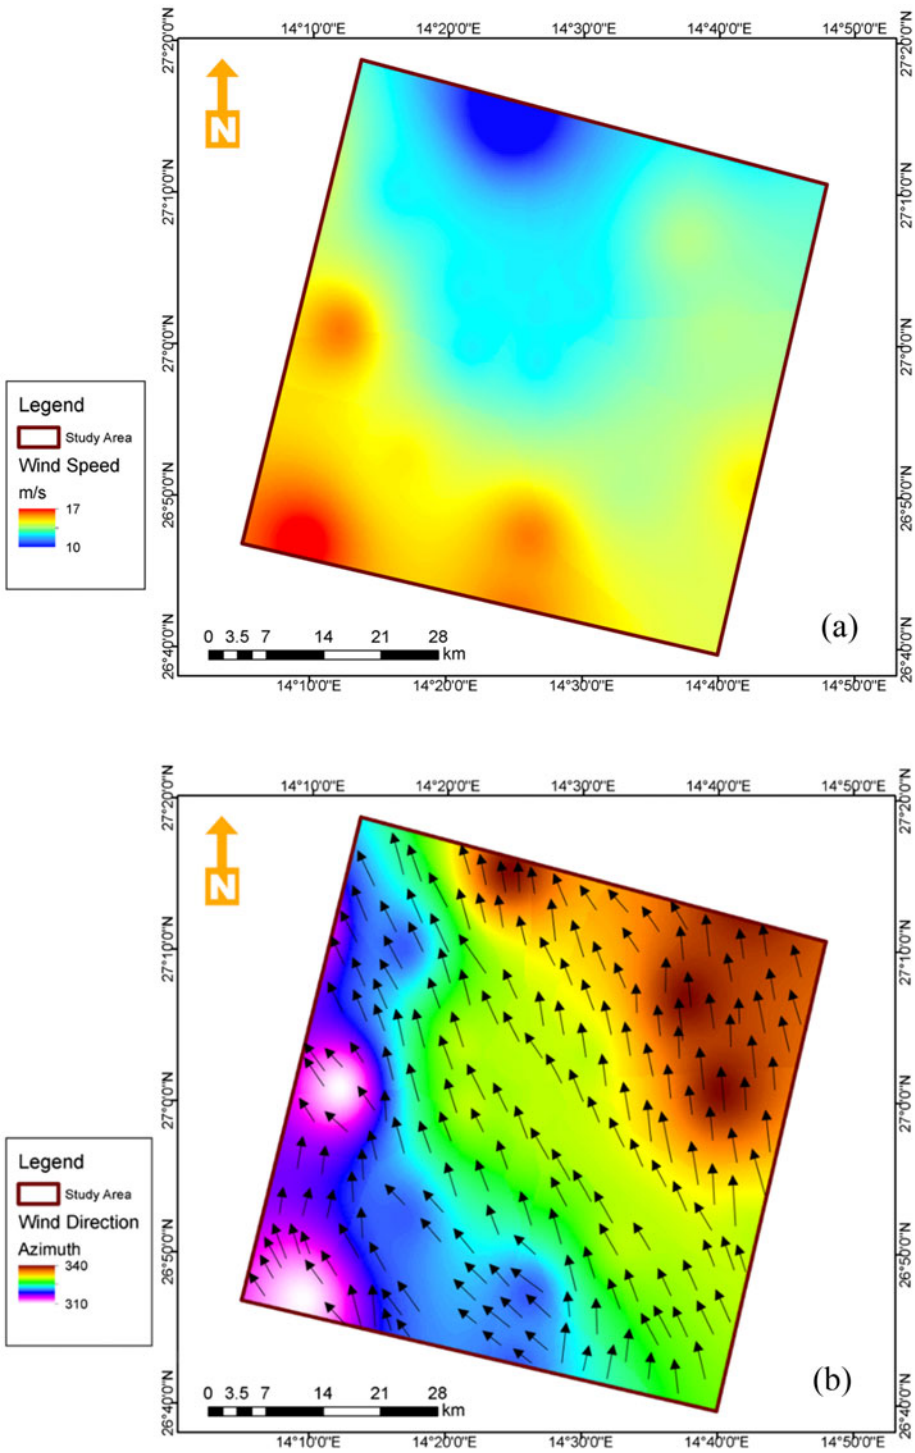 14°10'0"E 14°20'0"E 14°30'0"E 14°40'0"E 14°50'0"E
27°20'0"N 27°20'0"N
N
27°10'0"N 27°10'0"N
27°0'0"N 27°0'0"N
Legend
Study Area
Wind Speed
m/s
17
10
26°50'0"N 26°50'0"N
(a)
0 3.5 7 14 21 28
km
26°40'0"N 26°40'0"N
14°10'0"E 14°20'0"E 14°30'0"E 14°40'0"E 14°50'0"E
14°10'0"E 14°20'0"E 14°30'0"E 14°40'0"E 14°50'0"E
27°20'0"N 27°20'0"N
N
27°10'0"N 27°10'0"N
27°0'0"N 27°0'0"N
Legend
Study Area
Wind Direction
Azimuth
340
310
26°50'0"N 26°50'0"N
(b)
0 3.5 7 14 21 28
km
26°40'0"N 26°40'0"N
14°10'0"E 14°20'0"E 14°30'0"E 14°40'0"E 14°50'0"E